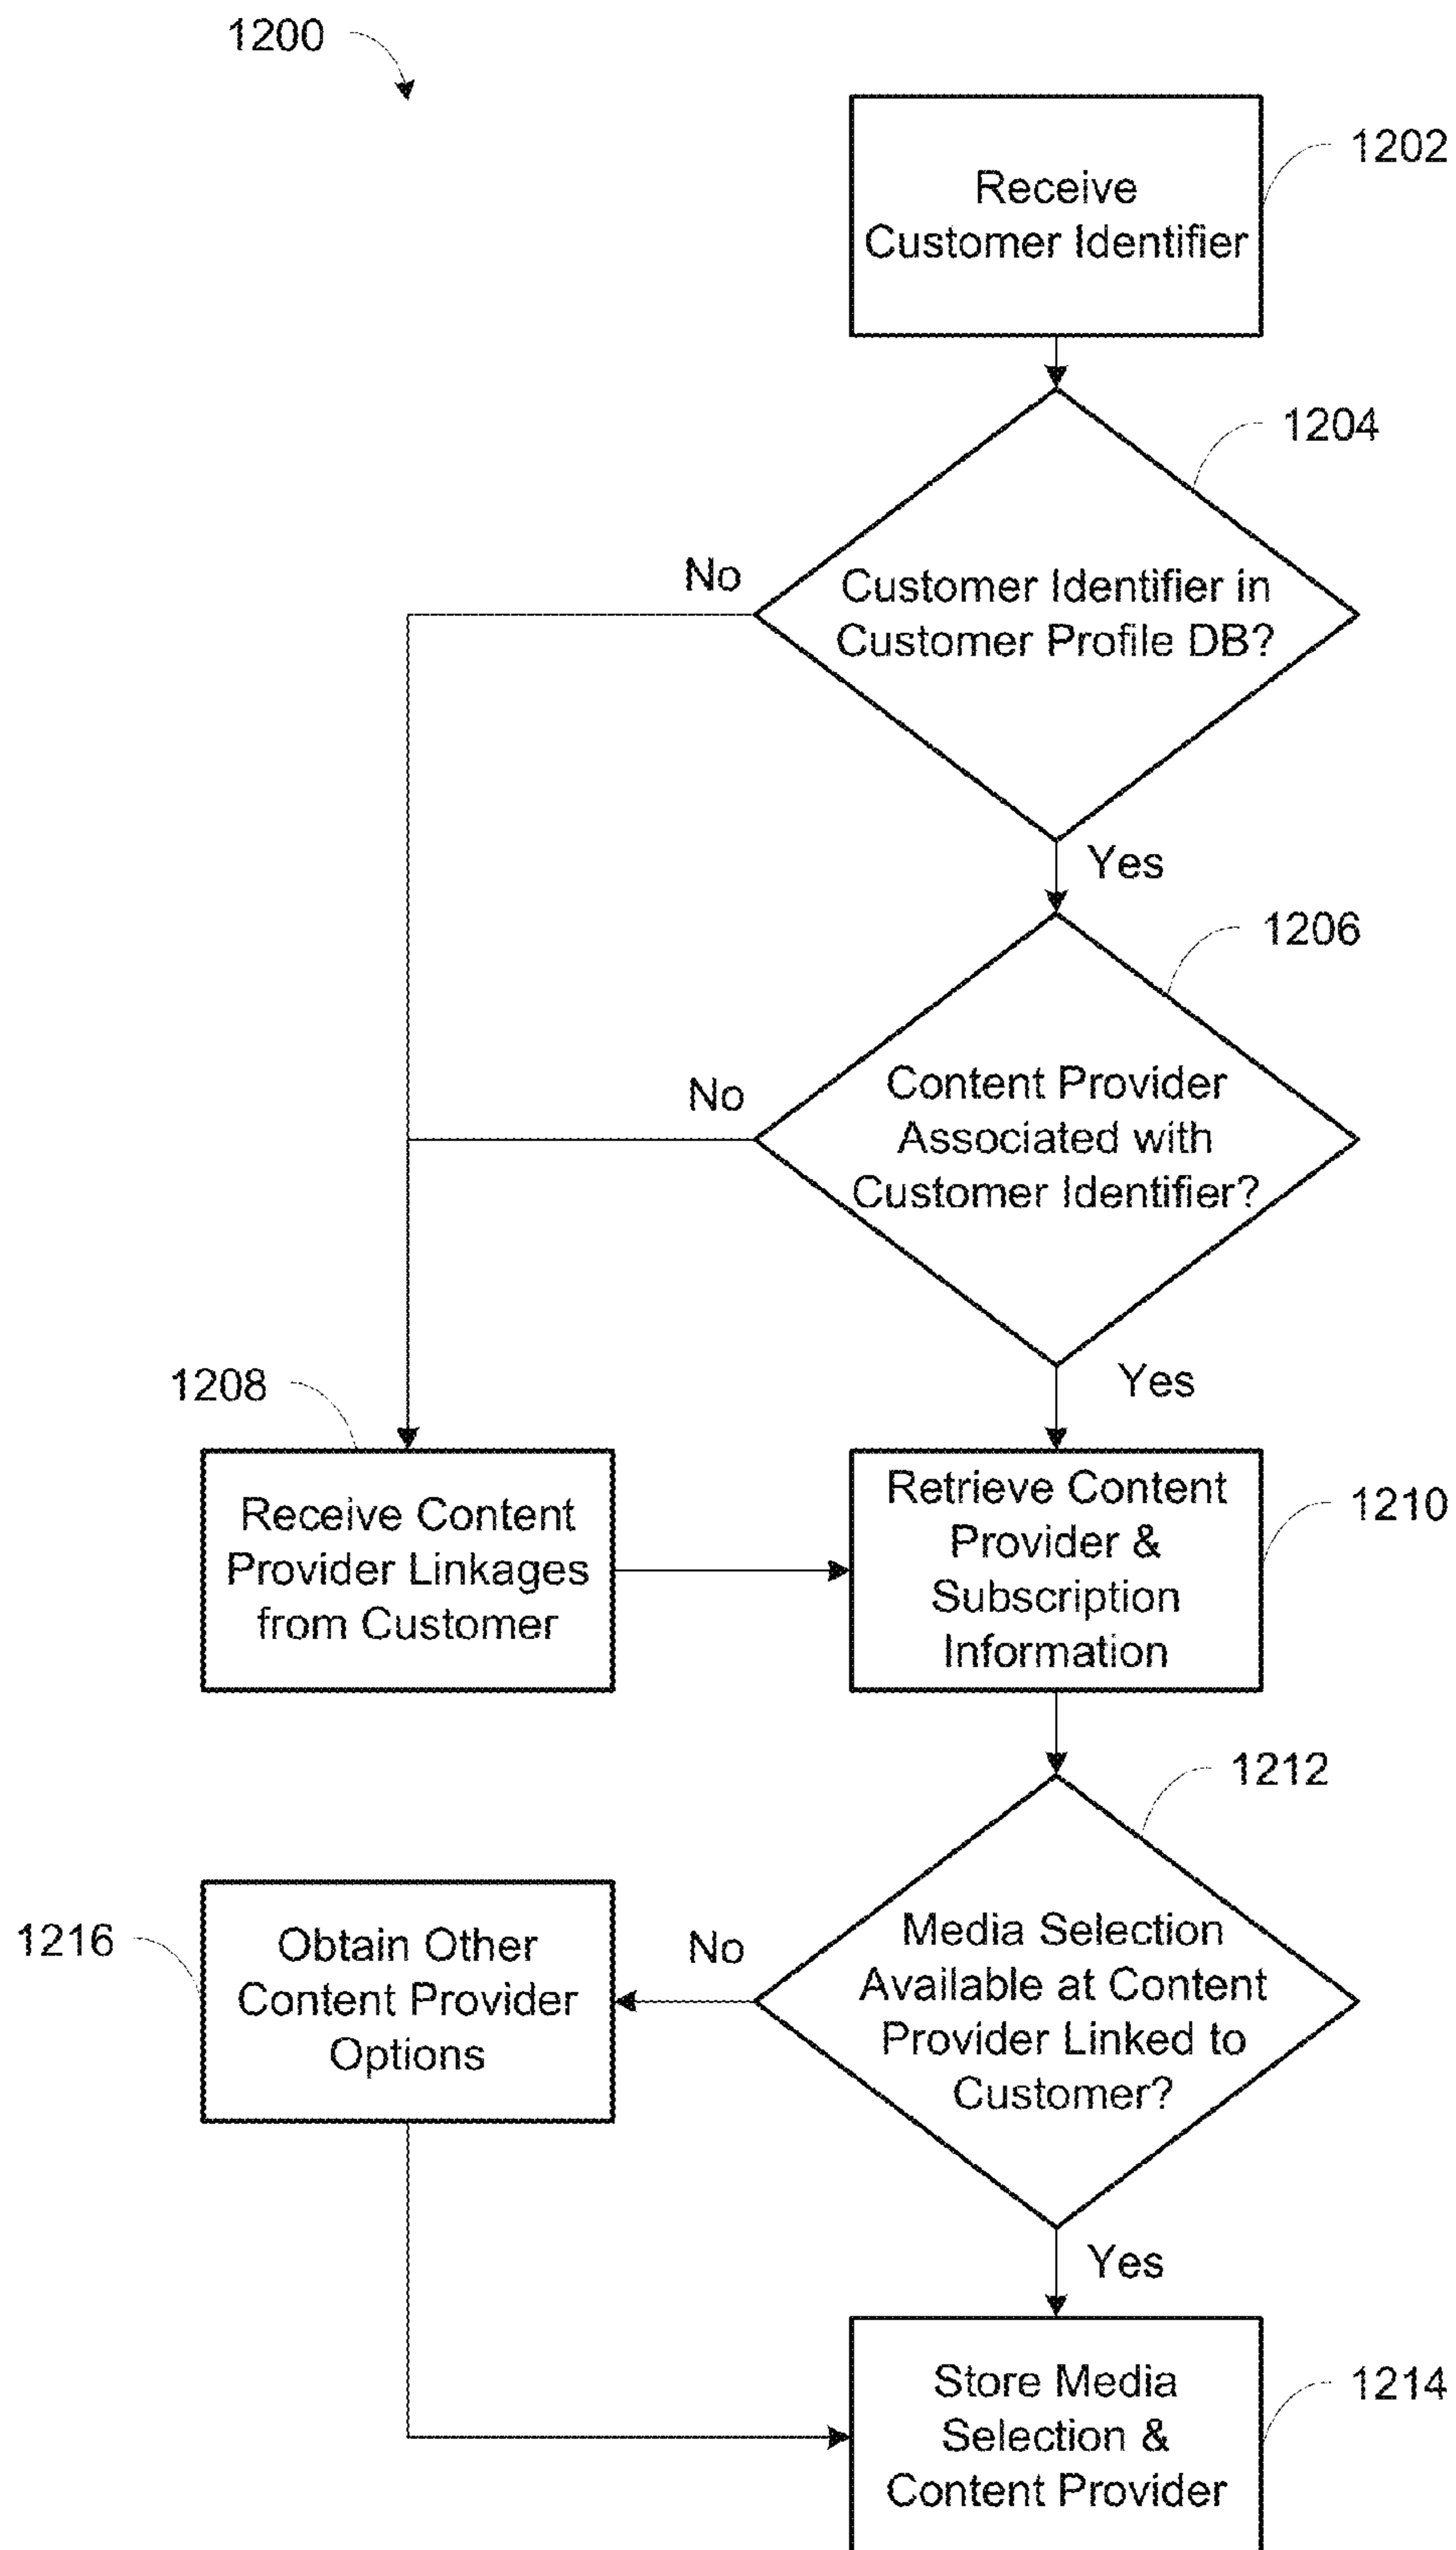 1200
1202
Receive
Customer Identifier
1204
No
Customer Identifier in
Customer Profile DB?
Yes
1206
No
Content Provider
Associated with
Customer Identifier?
Yes
1208
Receive Content
Provider Linkages
from Customer
Retrieve Content
Provider &
Subscription
Information
1210
1212
Media Selection
Available at Content
Provider Linked to
Customer?
No
1216
Obtain Other
Content Provider
Options
Yes
Store Media
Selection &
Content Provider
1214